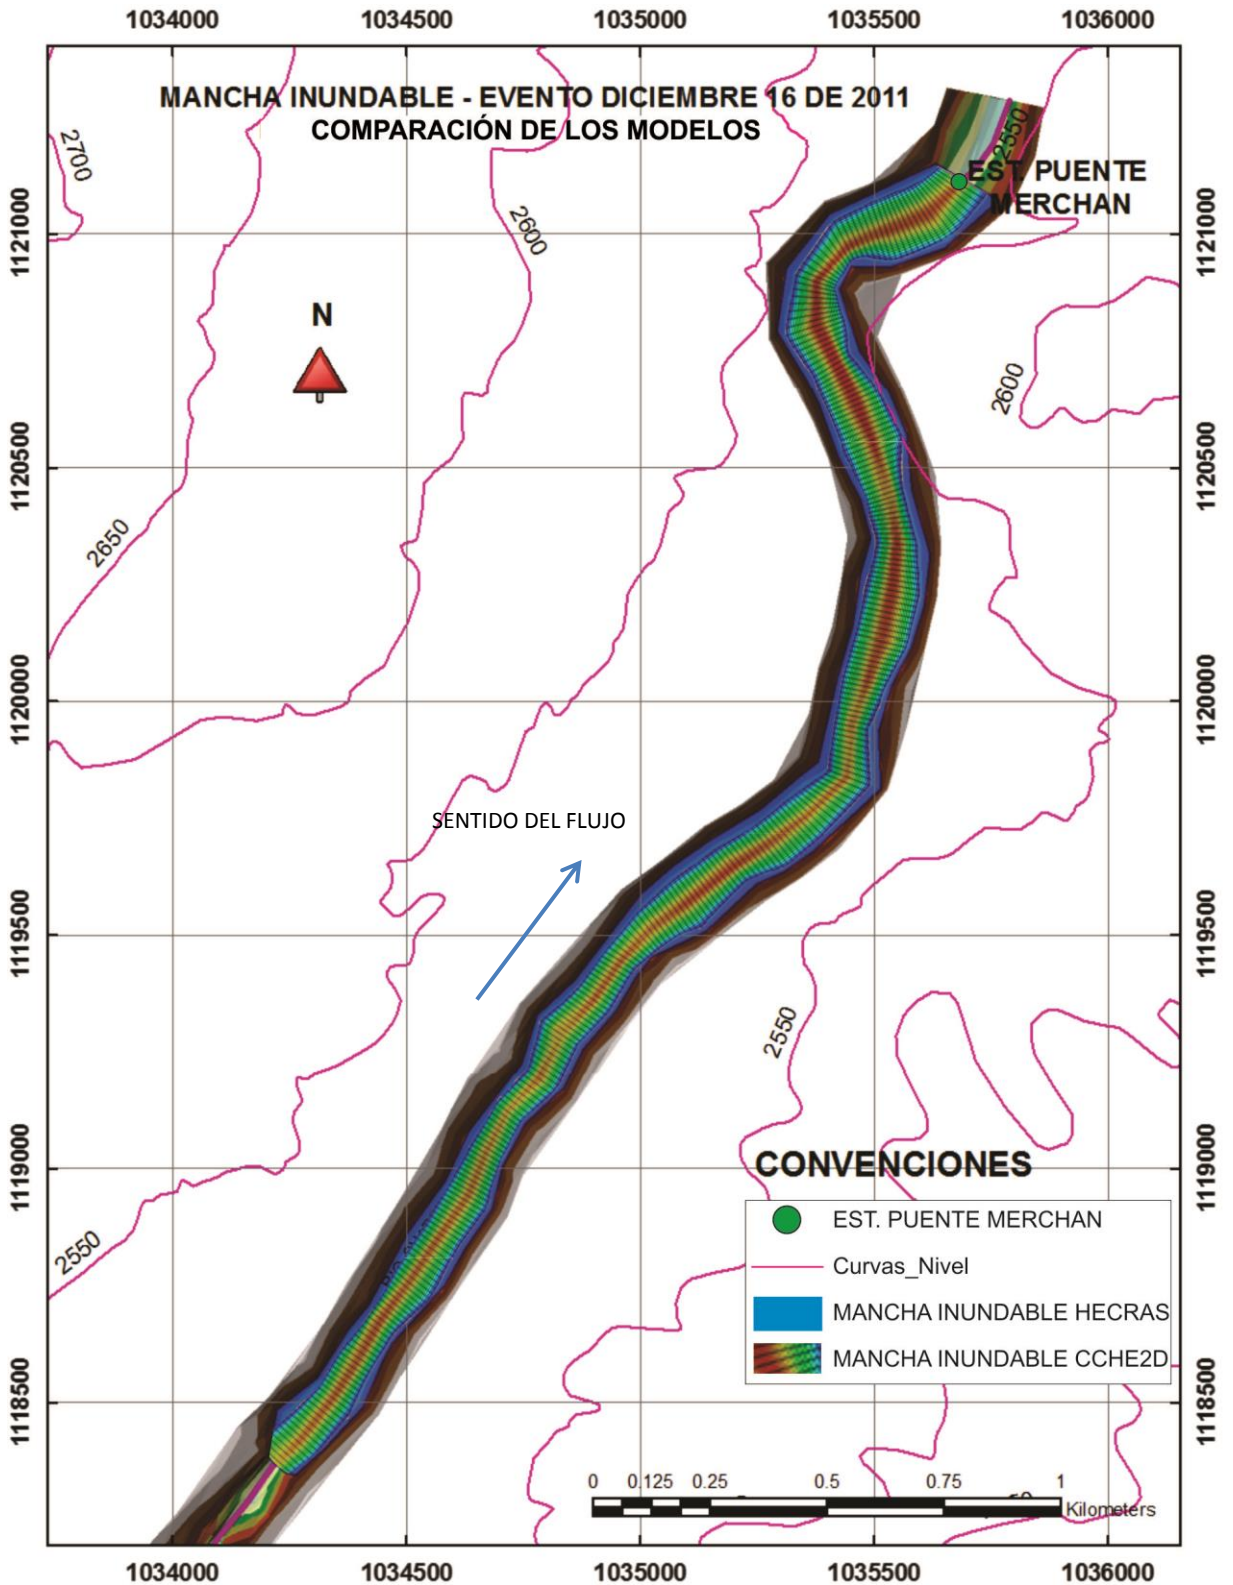 1034000 1034500 1035000 1035500 1036000
MANCHA INUNDABLE - EVENTO DICIEMBRE 16 DE 2011
COMPARACIÓN DE LOS MODELOS
2700
2550
EST. PUENTE
MERCHAN
2600
1121000
1121000
N
2600
1120500
1120500
2650
1120000
1120000
SENTIDO DEL FLUJO
1119500
1119500
2550
1119000
1119000
CONVENCIONES
EST. PUENTE MERCHAN
2550
Curvas_Nivel
MANCHA INUNDABLE HECRAS
MANCHA INUNDABLE CCHE2D
1118500
1118500
0 0.125 0.25 0.5 0.75 1
Kilometers
1034000 1034500 1035000 1035500 1036000